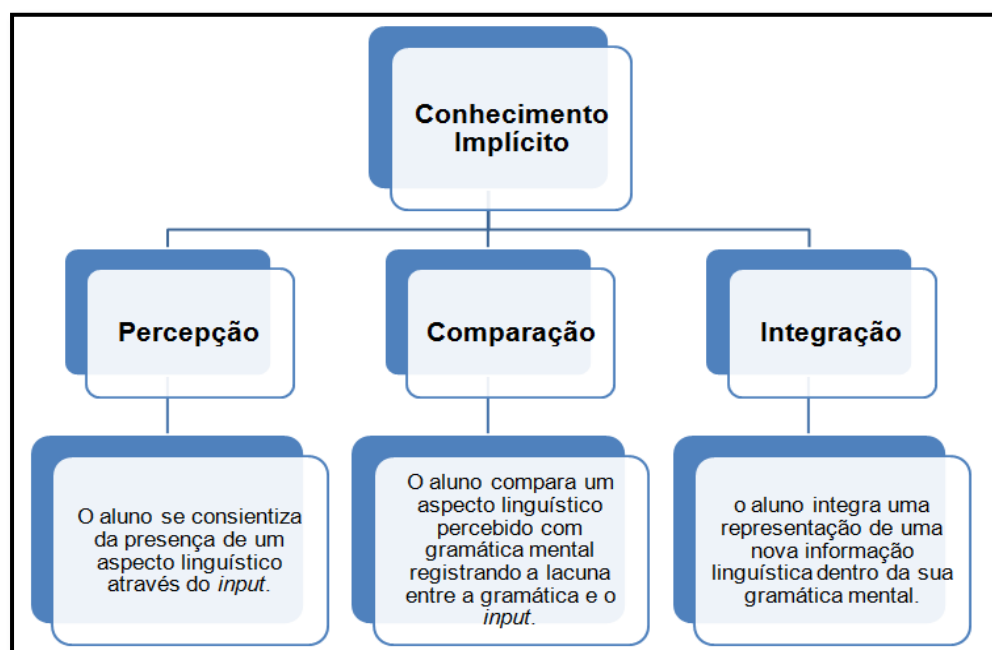 Conhecimento
Implícito
Percepção
Comparação
Integração
O aluno se consientiza
da presença de um
aspecto linguístico
através do input.
O aluno compara um
aspecto linguístico
percebido com
gramática mental
registrando a lacuna
entre a gramática e o
input.
o aluno integra uma
representação de uma
nova informação
linguística dentro da sua
gramática mental.